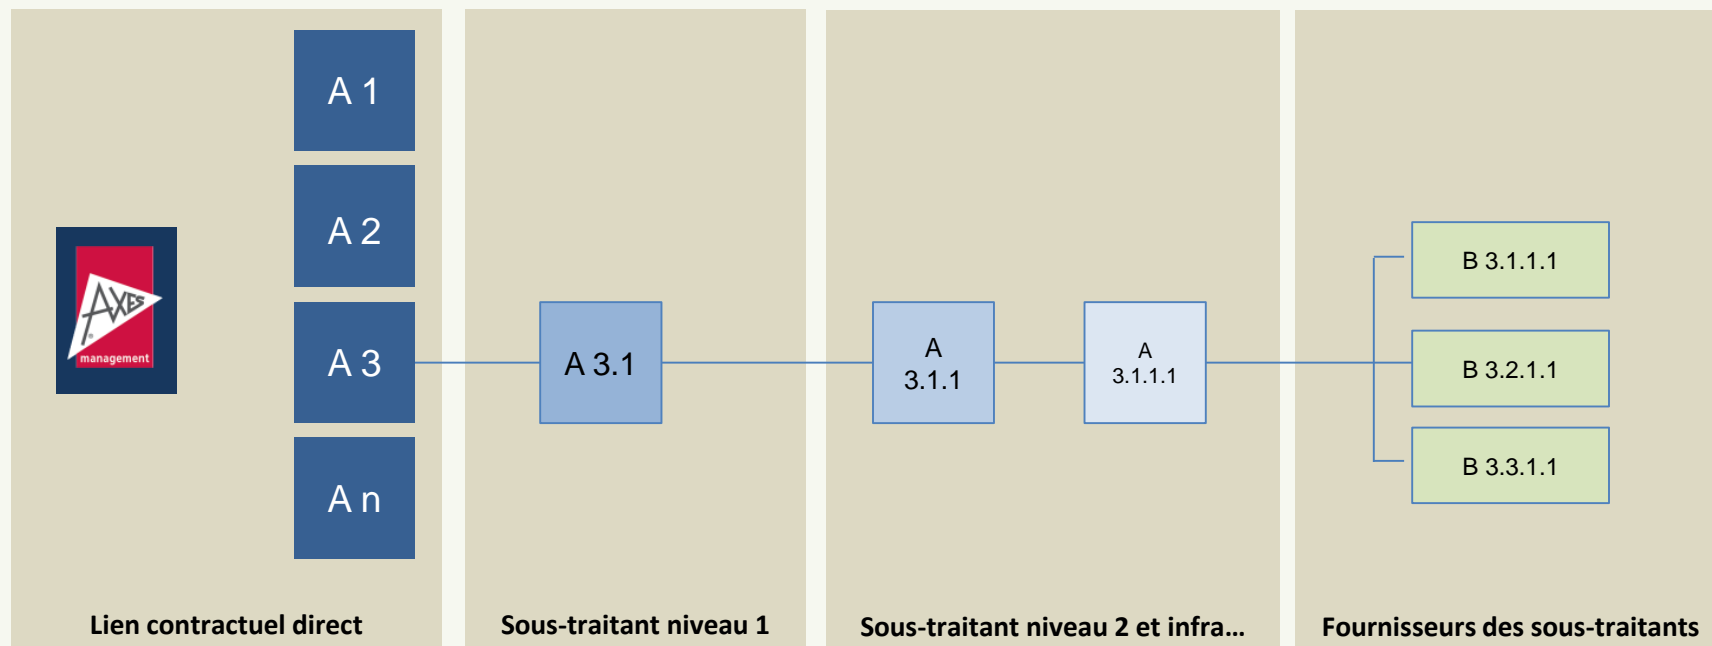 A 1
A 2
AXES
management
A 3
A n
Lien contractuel direct
A 3.1
Sous-traitant niveau 1
A
3.1.1
A
3.1.1.1
Sous-traitant niveau 2 et infra...
B 3.1.1.1
B 3.2.1.1
B 3.3.1.1
Fournisseurs des sous-traitants